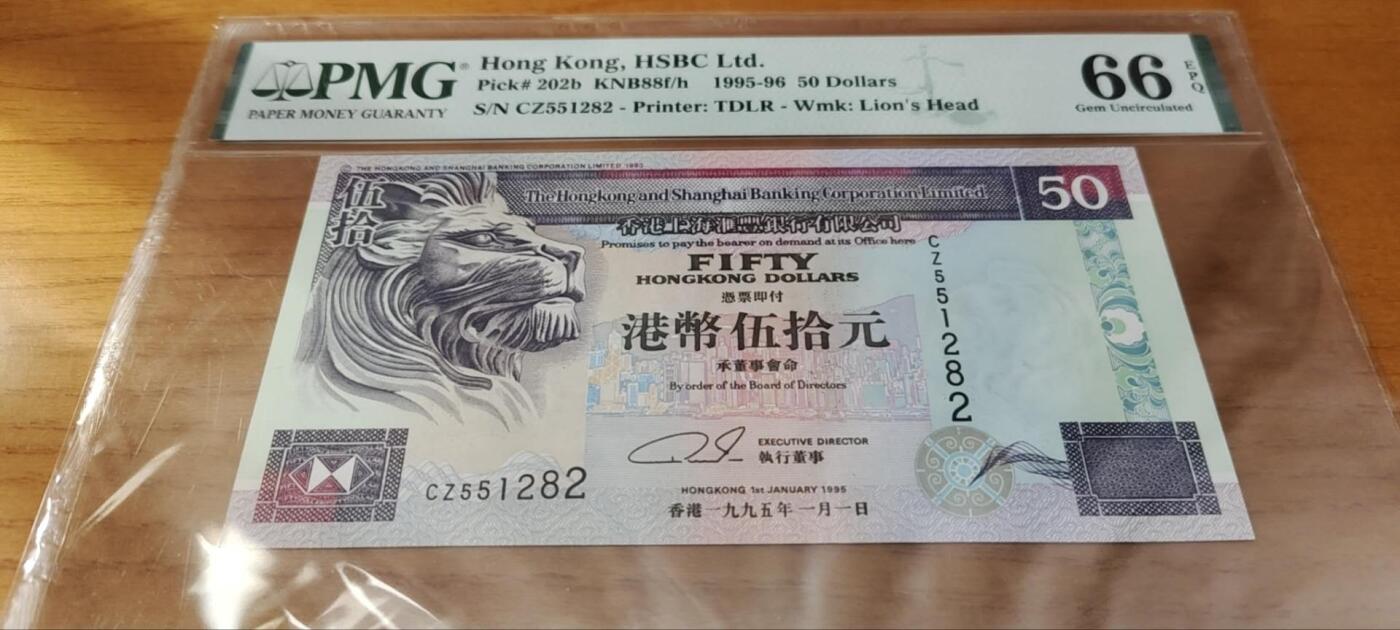 PMG®
PAPER MONEY GUARANTY
Hong Kong, HSBC Ltd.
Pick# 202b KNB88f/h 1995-96 50 Dollars
S/N CZ551282 - Printer: TDLR - Wmk: Lion's Head
66 EPQ
Gem Uncirculated
THE HONGKONG AND SHANGHAI BANKING CORPORATION LIMITED 1993
伍拾
The Hongkong and Shanghai Banking Corporation Limited
50
香港上海滙豐銀行有限公司
Promises to pay the bearer on demand at its Office here
FIFTY
HONGKONG DOLLARS
憑票即付
港幣伍拾元
承董事會命
By order of the Board of Directors
CZ551282
EXECUTIVE DIRECTOR
執行董事
CZ551282
HONGKONG 1st JANUARY 1995
香港一九九五年一月一日